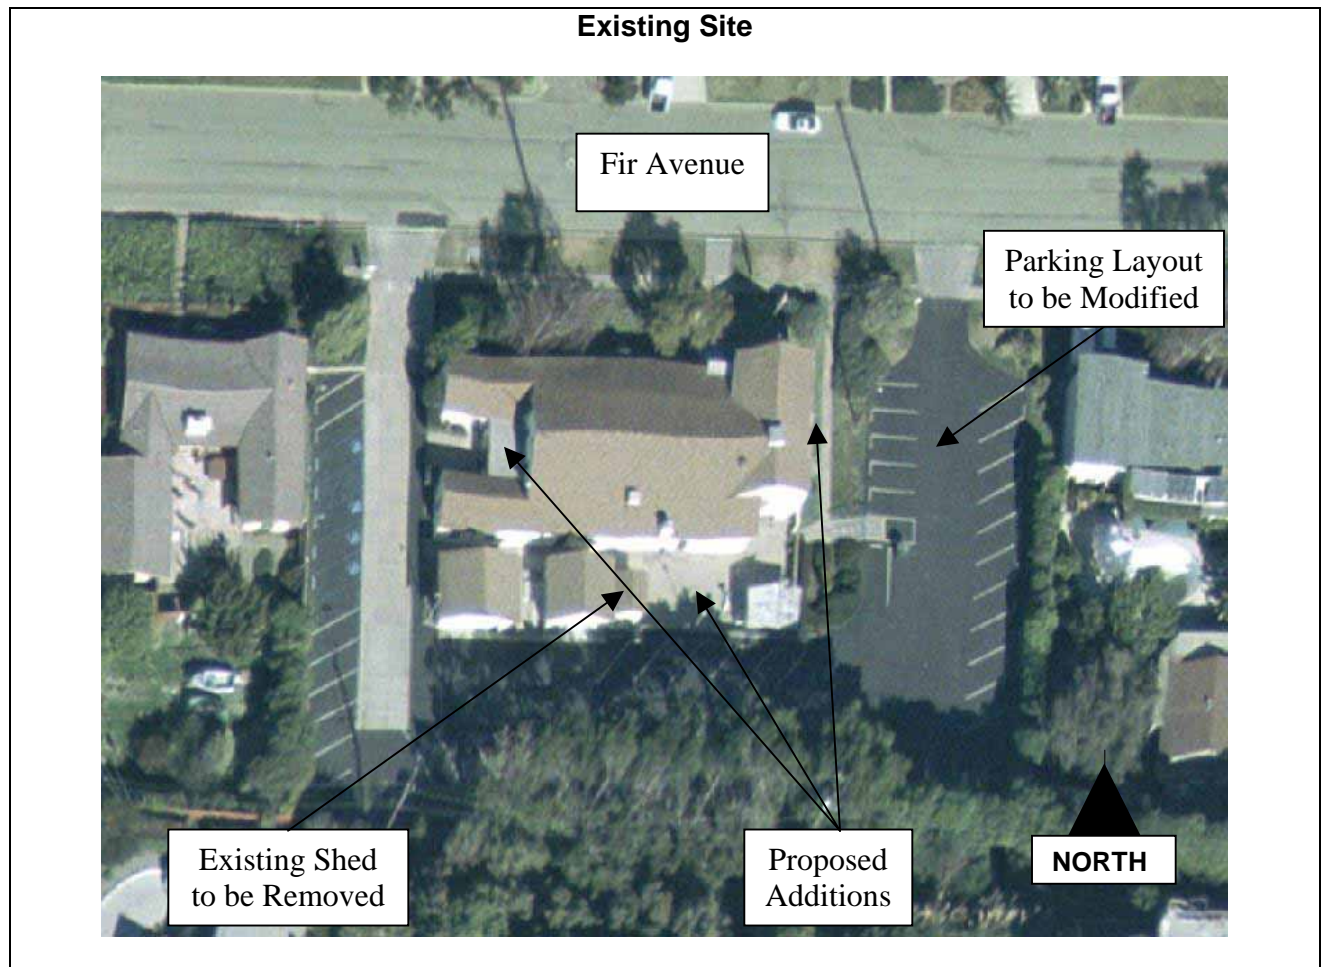 Existing Site
Fir Avenue
Parking Layout
to be Modified
Existing Shed
to be Removed
Proposed
Additions
NORTH